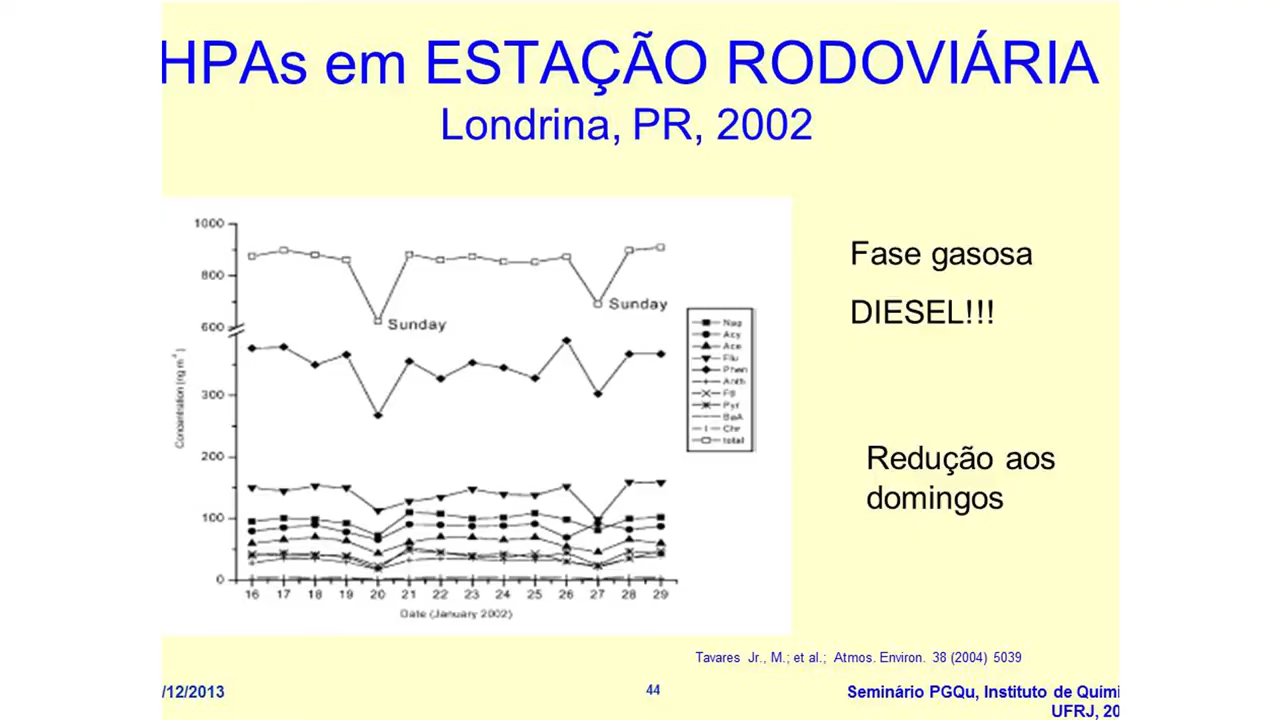 HPAs em ESTAÇÃO RODOVIÁRIA
Londrina, PR, 2002
1000
800
600
300
200
100
0
Concentration (ng m⁻³)
Sunday
Sunday
Nap
Acy
Ace
Flu
Phen
Anth
Pyr
BaA
Chr
total
16 17 18 19 20 21 22 23 24 25 26 27 28 29
Date (January 2002)
Fase gasosa
DIESEL!!!
Redução aos
domingos
Tavares Jr., M.; et al.; Atmos. Environ. 38 (2004) 5039
/12/2013
44
Seminário PGQu, Instituto de Quími
UFRJ, 20